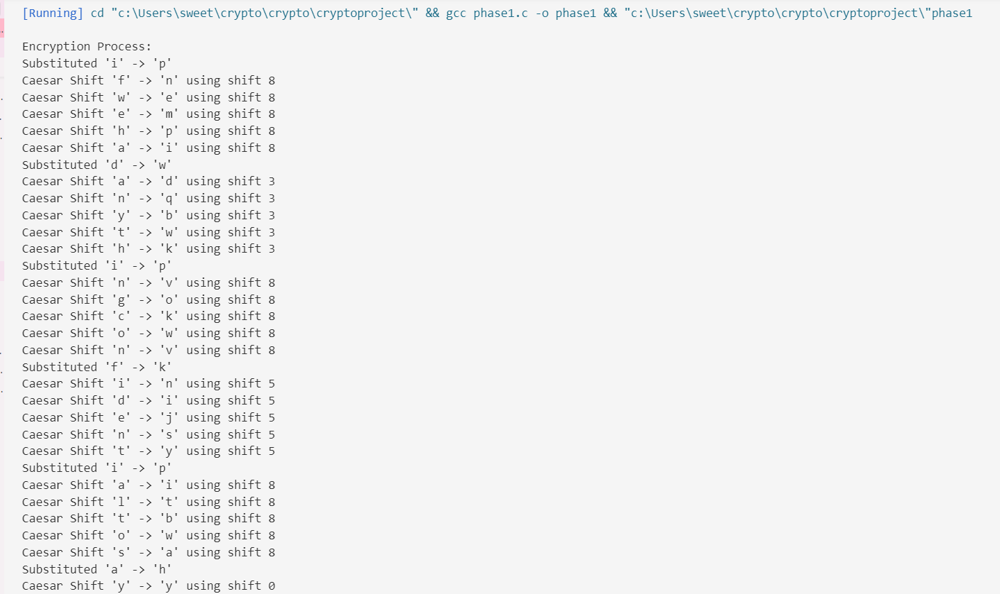 [Running] cd "c:\Users\sweet\crypto\crypto\cryptoproject\" && gcc phase1.c -o phase1 && "c:\Users\sweet\crypto\crypto\cryptoproject\"phase1
Encryption Process:
Substituted 'i' -> 'p'
Caesar Shift 'f' -> 'n' using shift 8
Caesar Shift 'w' -> 'e' using shift 8
Caesar Shift 'e' -> 'm' using shift 8
Caesar Shift 'h' -> 'p' using shift 8
Caesar Shift 'a' -> 'i' using shift 8
Substituted 'd' -> 'w'
Caesar Shift 'a' -> 'd' using shift 3
Caesar Shift 'n' -> 'q' using shift 3
Caesar Shift 'y' -> 'b' using shift 3
Caesar Shift 't' -> 'w' using shift 3
Caesar Shift 'h' -> 'k' using shift 3
Substituted 'i' -> 'p'
Caesar Shift 'n' -> 'v' using shift 8
Caesar Shift 'g' -> 'o' using shift 8
Caesar Shift 'c' -> 'k' using shift 8
Caesar Shift 'o' -> 'w' using shift 8
Caesar Shift 'n' -> 'v' using shift 8
Substituted 'f' -> 'k'
Caesar Shift 'i' -> 'n' using shift 5
Caesar Shift 'd' -> 'i' using shift 5
Caesar Shift 'e' -> 'j' using shift 5
Caesar Shift 'n' -> 's' using shift 5
Caesar Shift 't' -> 'y' using shift 5
Substituted 'i' -> 'p'
Caesar Shift 'a' -> 'i' using shift 8
Caesar Shift 'l' -> 't' using shift 8
Caesar Shift 't' -> 'b' using shift 8
Caesar Shift 'o' -> 'w' using shift 8
Caesar Shift 's' -> 'a' using shift 8
Substituted 'a' -> 'h'
Caesar Shift 'y' -> 'y' using shift 0